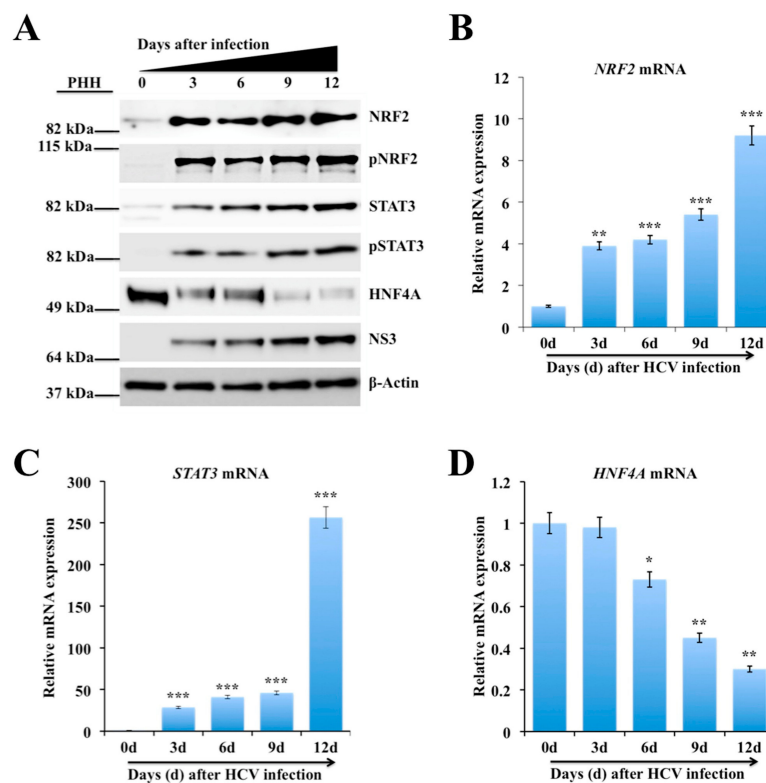 A
Days after infection
PHH 0 3 6 9 12
NRF2
82 kDa
115 kDa
pNRF2
82 kDa STAT3
pSTAT3
82 kDa
HNF4A
49 kDa
NS3
64 kDa
β-Actin
37 kDa
B
NRF2 mRNA
Relative mRNA expression
12
10
8
6
4
2
0
**
***
***
***
0d 3d 6d 9d 12d
Days (d) after HCV infection
C
STAT3 mRNA
Relative mRNA expression
300
250
200
150
100
50
0
***
***
***
***
0d 3d 6d 9d 12d
Days (d) after HCV infection
D
HNF4A mRNA
Relative mRNA expression
1.2
1
0.8
0.6
0.4
0.2
0
*
**
**
0d 3d 6d 9d 12d
Days (d) after HCV infection